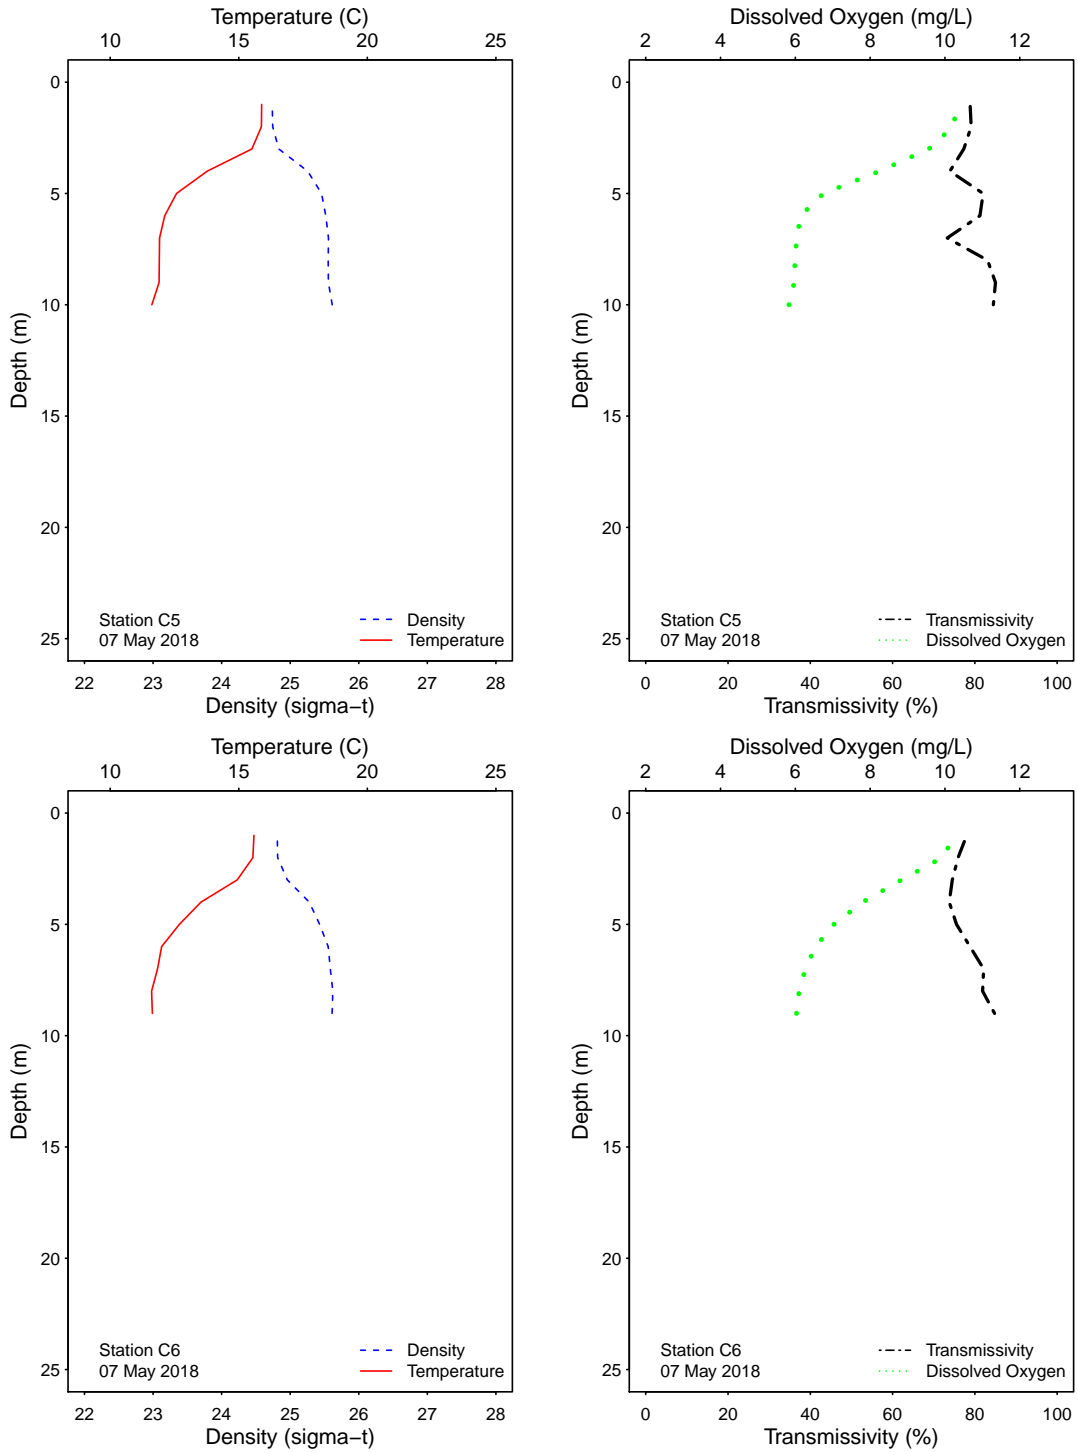 Temperature (C)
10 15 20 25
0
5
10
15
20
25
Depth (m)
Station C5
07 May 2018
Density
Temperature
22 23 24 25 26 27 28
Density (sigma−t)
Dissolved Oxygen (mg/L)
2 4 6 8 10 12
0
5
10
15
20
25
Depth (m)
Station C5
07 May 2018
Transmissivity
Dissolved Oxygen
0 20 40 60 80 100
Transmissivity (%)
Temperature (C)
10 15 20 25
0
5
10
15
20
25
Depth (m)
Station C6
07 May 2018
Density
Temperature
22 23 24 25 26 27 28
Density (sigma−t)
Dissolved Oxygen (mg/L)
2 4 6 8 10 12
0
5
10
15
20
25
Depth (m)
Station C6
07 May 2018
Transmissivity
Dissolved Oxygen
0 20 40 60 80 100
Transmissivity (%)